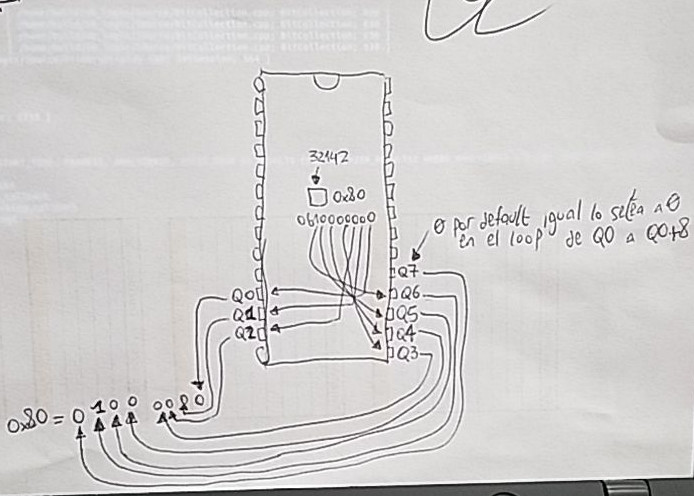 32142
0x80
0b10000000
0 por default igual lo setea a 0
en el loop de Q0 a Q0+8
Q7
Q0 Q6
Q1 Q5
Q2 Q4
Q3
0x80 = 0 1 0 0 0 0 0 0